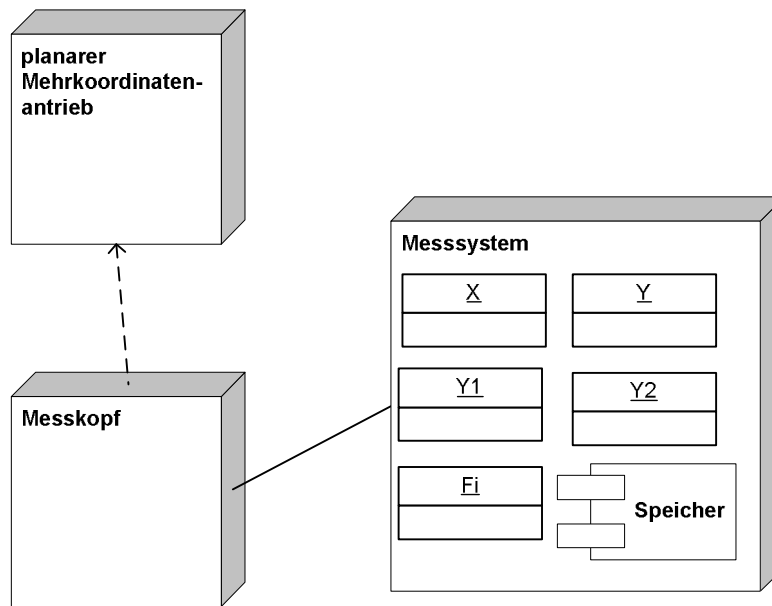 planarer
Mehrkoordinaten-
antrieb
Messsystem
X
Y
Y1
Y2
Fi
Speicher
Messkopf